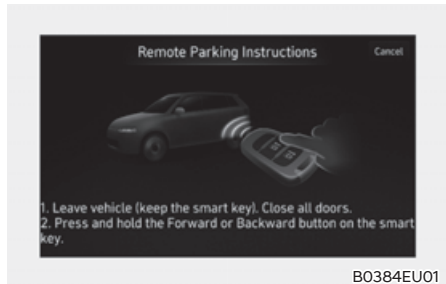 Remote Parking Instructions
Cancel
1. Leave vehicle (keep the smart key). Close all doors.
2. Press and hold the Forward or Backward button on the smart
key.
B0384EU01